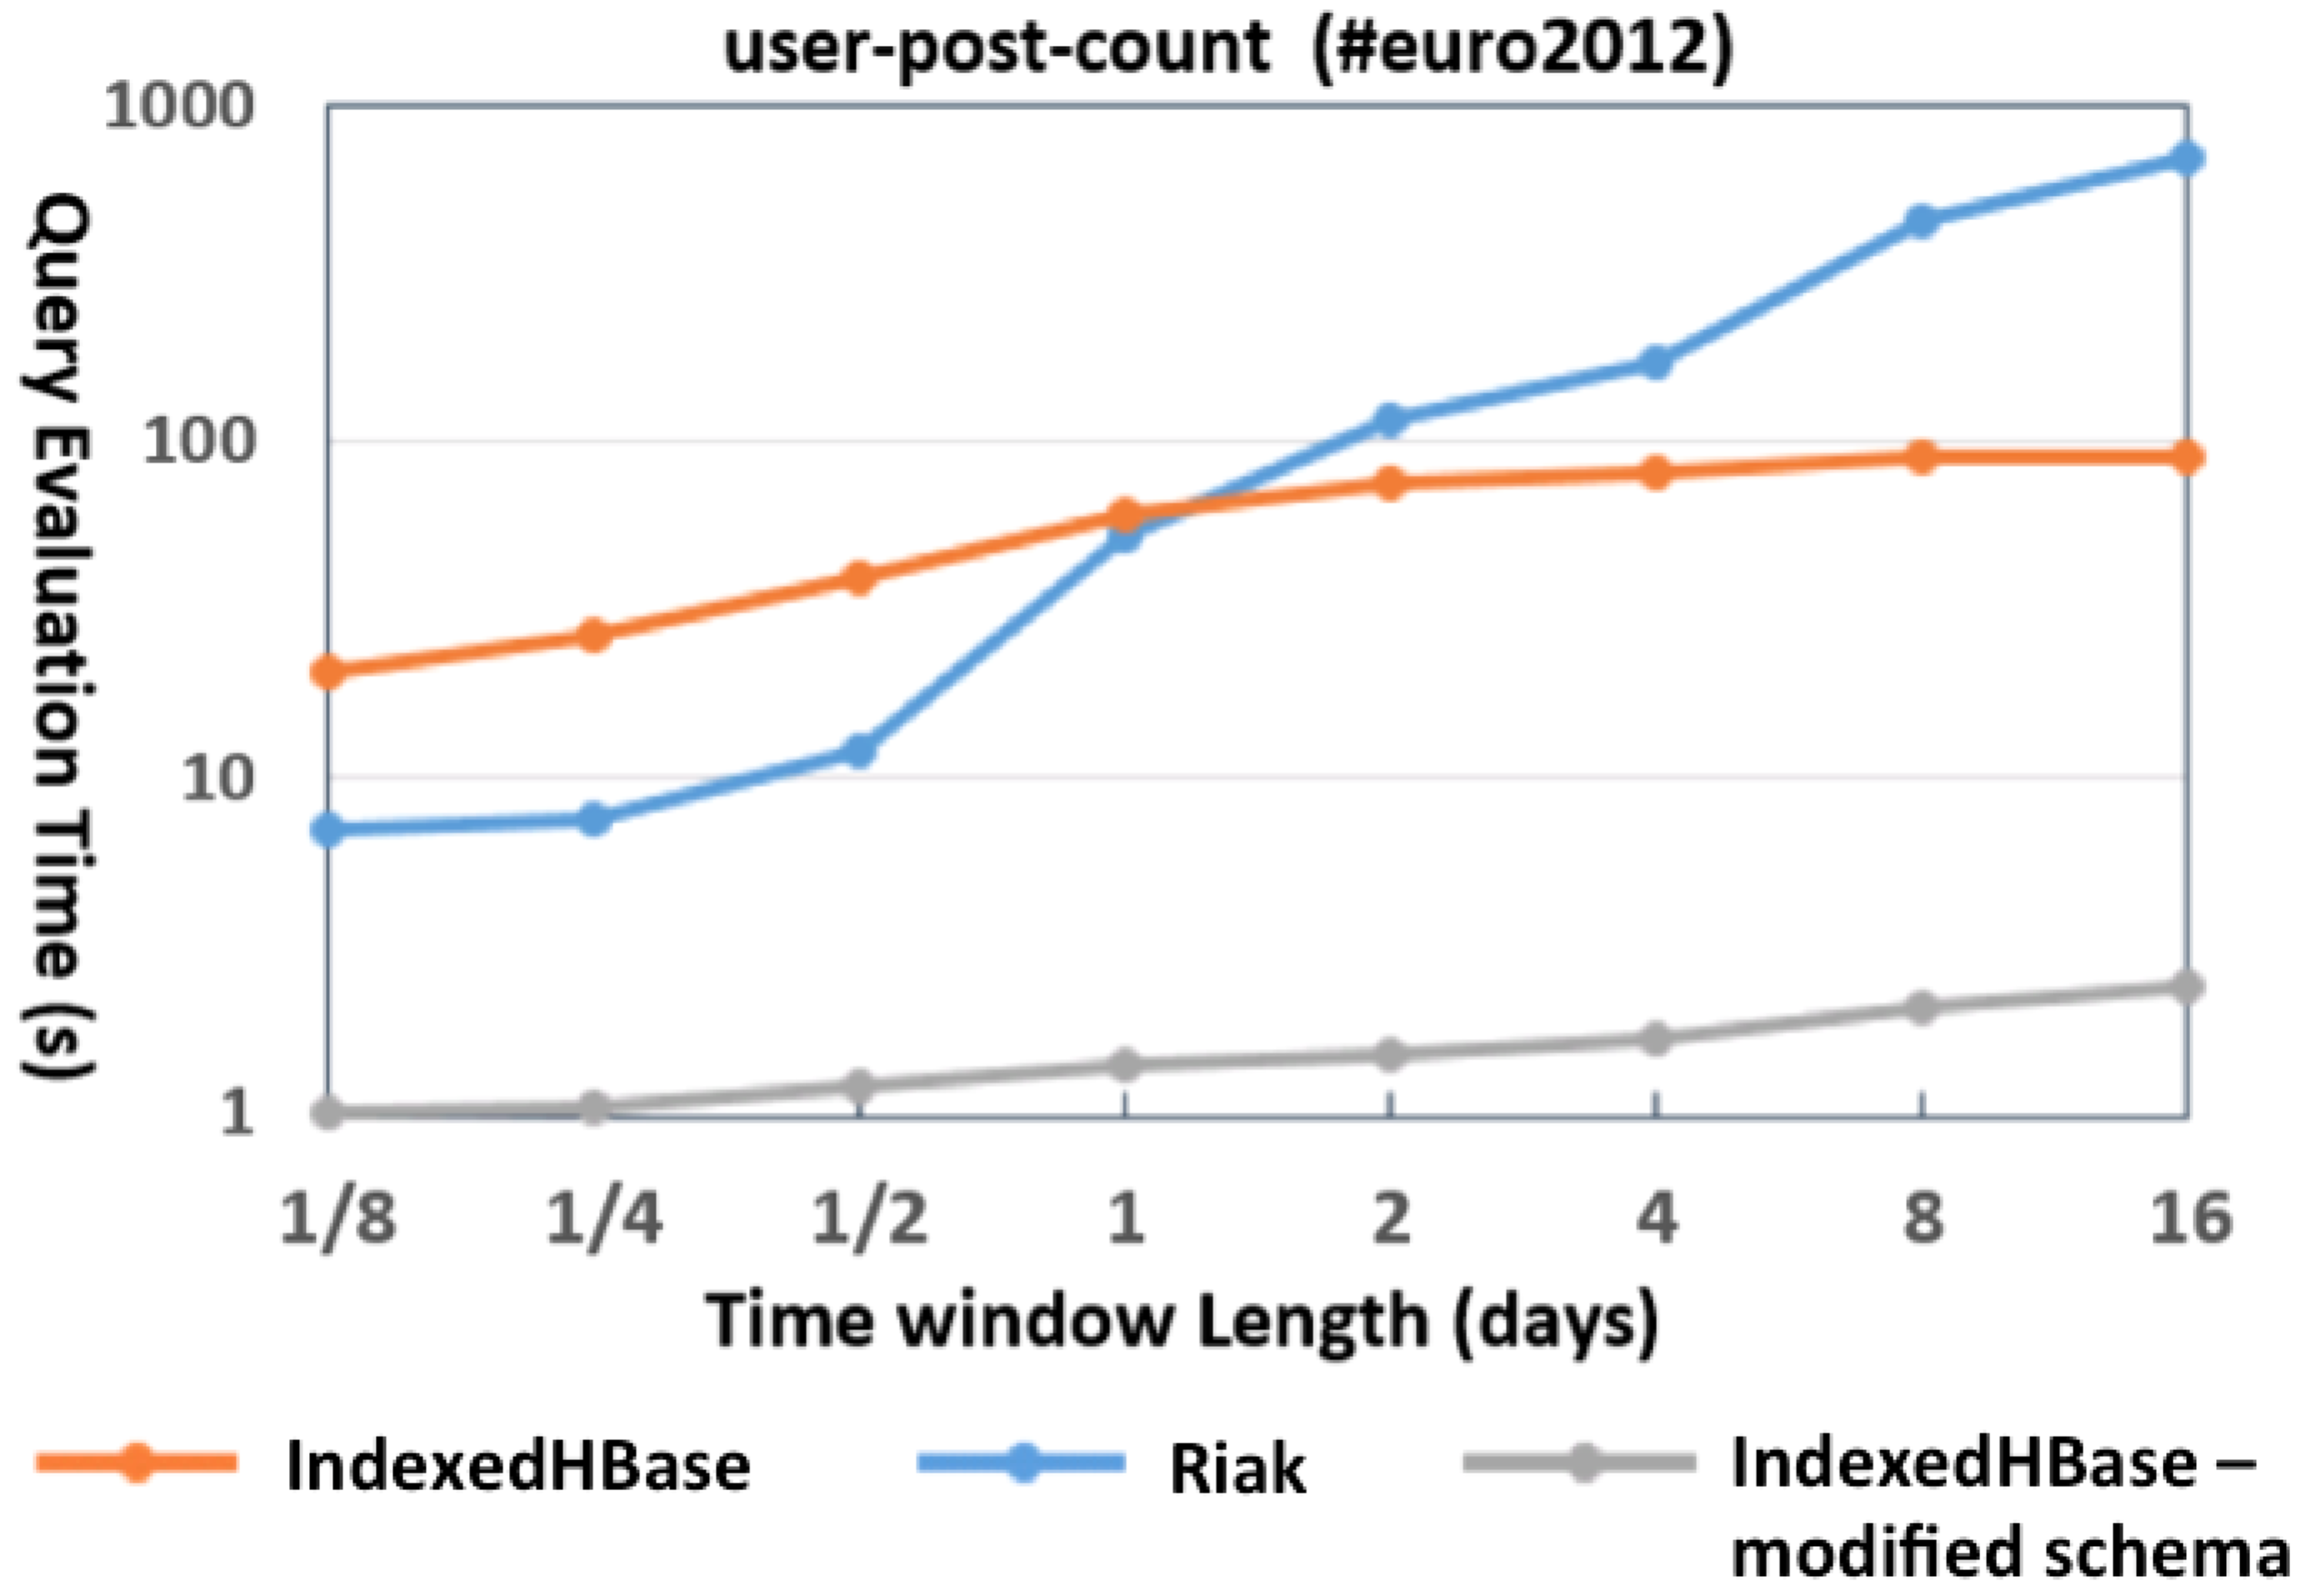 user-post-count (#euro2012)
1000
100
10
1
Query Evaluation Time (s)
1/8 1/4 1/2 1 2 4 8 16
Time window Length (days)
IndexedHBase
Riak
IndexedHBase –
modified schema